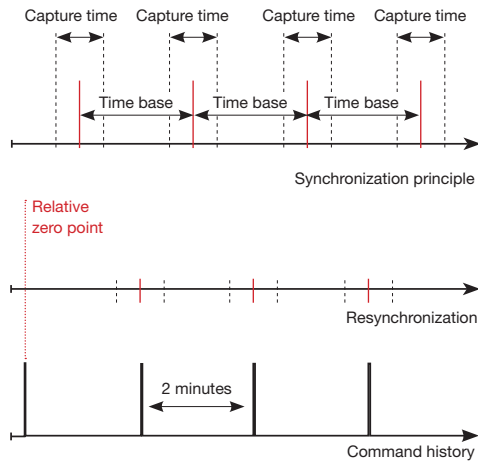 Capture time Capture time Capture time Capture time
Time base Time base Time base
Synchronization principle
Relative
zero point
Resynchronization
2 minutes
Command history